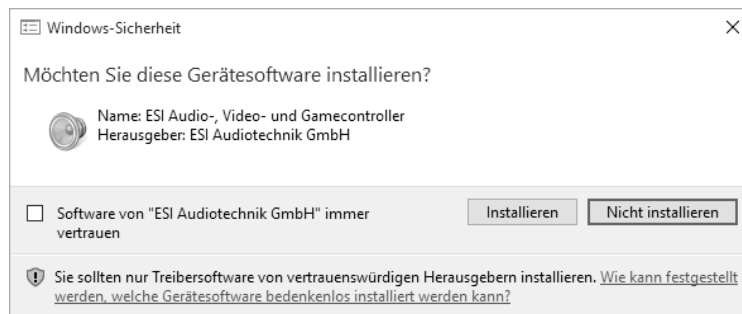 Windows-Sicherheit
Möchten Sie diese Gerätesoftware installieren?
Name: ESI Audio-, Video- und Gamecontroller
Herausgeber: ESI Audiotechnik GmbH
Software von "ESI Audiotechnik GmbH" immer
vertrauen
Installieren
Nicht installieren
Sie sollten nur Treibersoftware von vertrauenswürdigen Herausgebern installieren. Wie kann festgestellt
werden, welche Gerätesoftware bedenkenlos installiert werden kann?